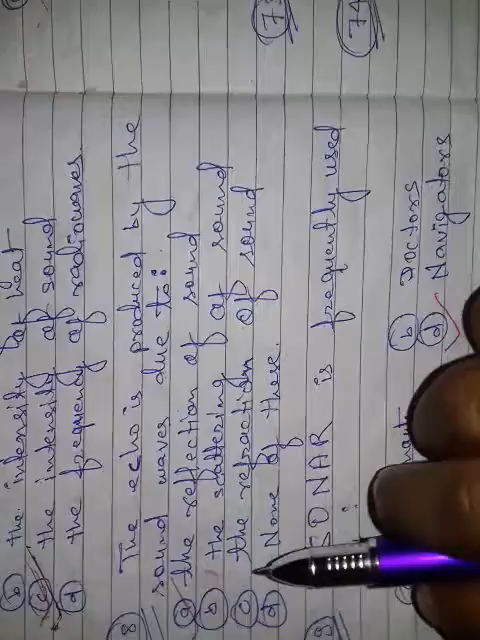 (b) the intensity of heat
(c) the intensity of sound
(d) the frequency of radiowaves.
(8) The echo is produced by the
sound waves due to:
(a) the reflection of sound
(b) the scattering of sound
(c) the refraction of sound
(d) None of these.
(9) SONAR is frequently used
(b) Doctors
(d) Navigators
74